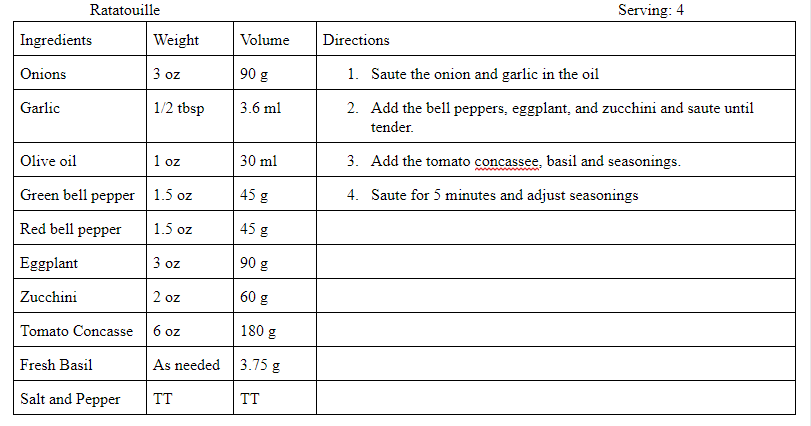 Ratatouille Serving: 4
Ingredients Weight Volume Directions
Onions 3 oz 90 g 1. Saute the onion and garlic in the oil
Garlic 1/2 tbsp 3.6 ml 2. Add the bell peppers, eggplant, and zucchini and saute until
tender.
Olive oil 1 oz 30 ml 3. Add the tomato concassee, basil and seasonings.
Green bell pepper 1.5 oz 45 g 4. Saute for 5 minutes and adjust seasonings
Red bell pepper 1.5 oz 45 g
Eggplant 3 oz 90 g
Zucchini 2 oz 60 g
Tomato Concasse 6 oz 180 g
Fresh Basil As needed 3.75 g
Salt and Pepper TT TT